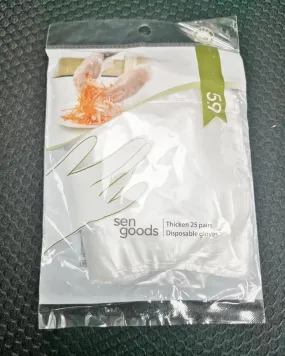 5.9
sen
goods
Thicken 25 pairs
Disposable gloves